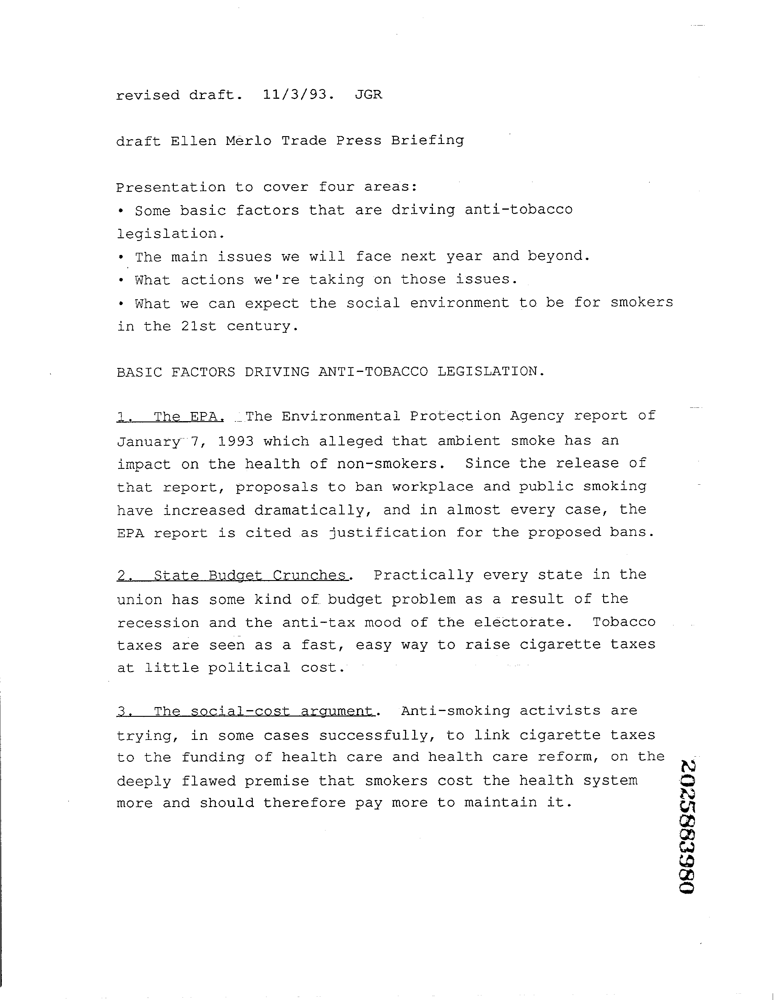 revised draft. 11/3/93. JGR
draft Ellen Merlo Trade Press Briefing
Presentation to cover four areas:
• Some basic factors that are driving anti-tobacco
legislation.
• The main issues we will face next year and beyond.
• What actions we're taking on those issues.
• What we can expect the social environment to be for smokers
in the 21st century.
BASIC FACTORS DRIVING ANTI-TOBACCO LEGISLATION.
1. The EPA. The Environmental Protection Agency report of
January 7, 1993 which alleged that ambient smoke has an
impact on the health of non-smokers. Since the release of
that report, proposals to ban workplace and public smoking
have increased dramatically, and in almost every case, the
EPA report is cited as justification for the proposed bans.
2. State Budget Crunches. Practically every state in the
union has some kind of budget problem as a result of the
recession and the anti-tax mood of the electorate. Tobacco
taxes are seen as a fast, easy way to raise cigarette taxes
at little political cost.
3. The social-cost argument. Anti-smoking activists are
trying, in some cases successfully, to link cigarette taxes
to the funding of health care and health care reform, on the
deeply flawed premise that smokers cost the health system
more and should therefore pay more to maintain it.
2025883980